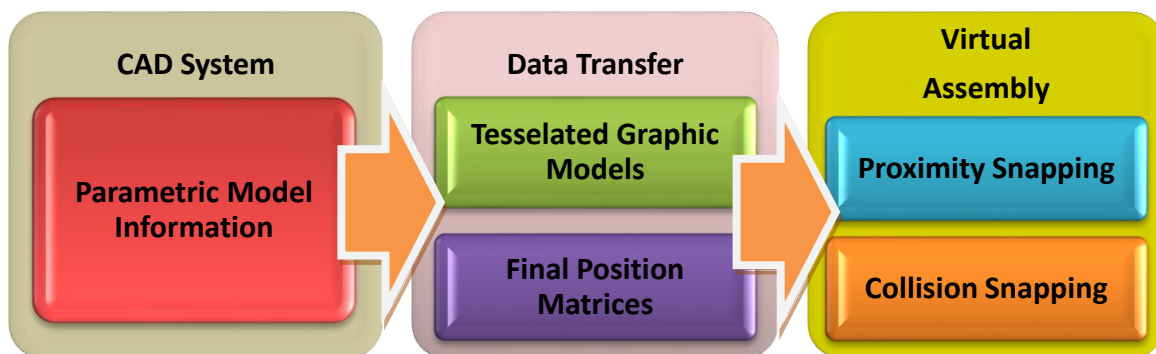 CAD System
Parametric Model
Information
Data Transfer
Tesselated Graphic
Models
Final Position
Matrices
Virtual
Assembly
Proximity Snapping
Collision Snapping